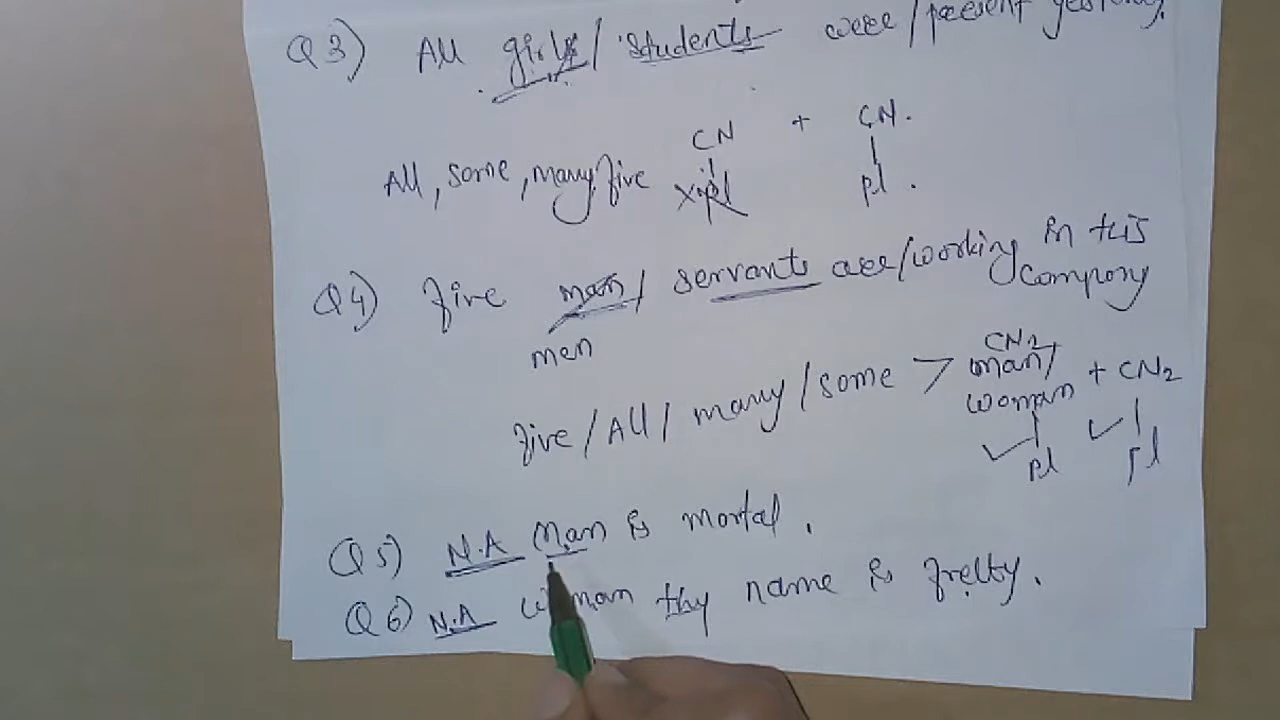 Q3) All girls / students were / present yesterday.
CN + CN.
All, some, many, five pl pl.
Q4) five man / servants are / working in this
company
men
CN2
five / All / many / some > man / + CN2
woman
pl pl
Q5) N.A Man is mortal.
Q6) N.A Woman thy name is frelty.